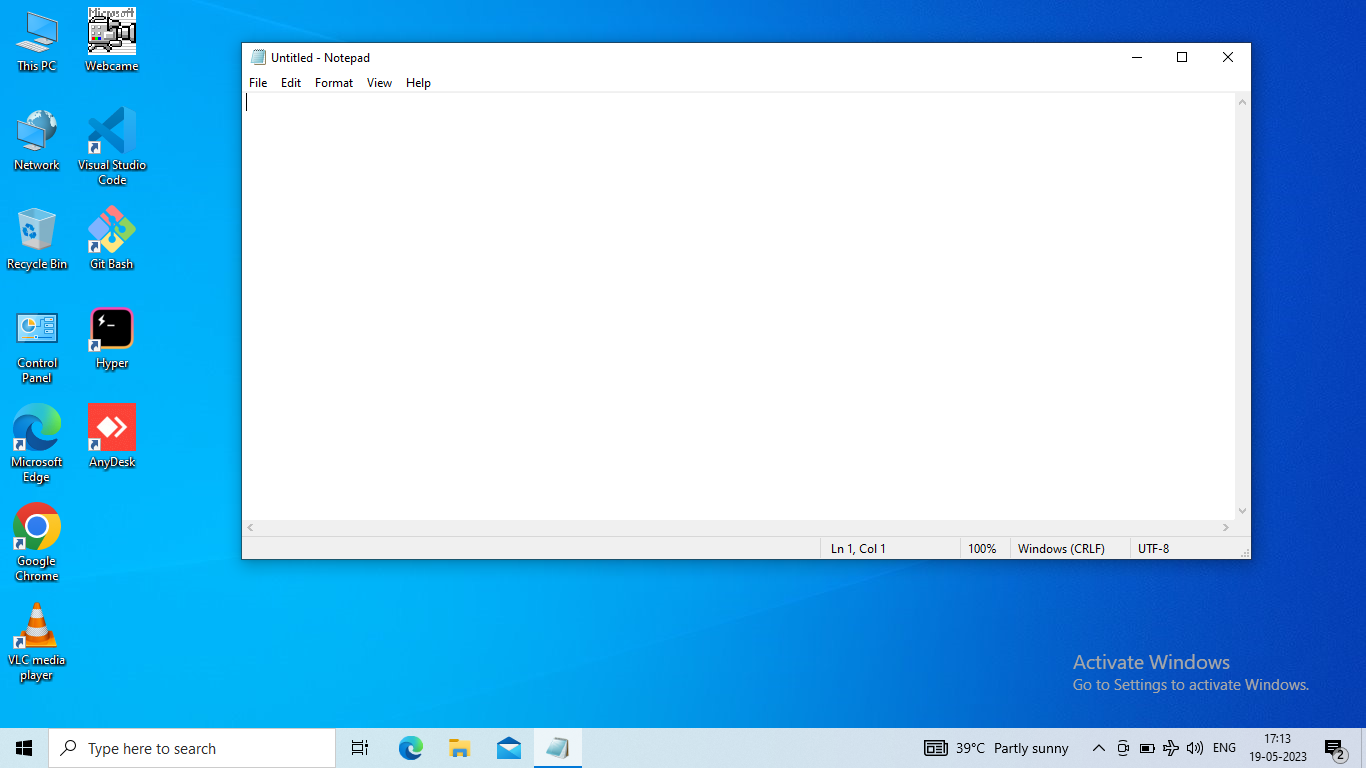 Microsoft
This PC
Webcame
Network
Visual Studio
Code
Recycle Bin
Git Bash
Control
Panel
Hyper
Microsoft
Edge
AnyDesk
Google
Chrome
VLC media
player
Untitled - Notepad
File Edit Format View Help
Ln 1, Col 1 100% Windows (CRLF) UTF-8
Activate Windows
Go to Settings to activate Windows.
Type here to search
39°C Partly sunny
ENG
17:13
19-05-2023
2